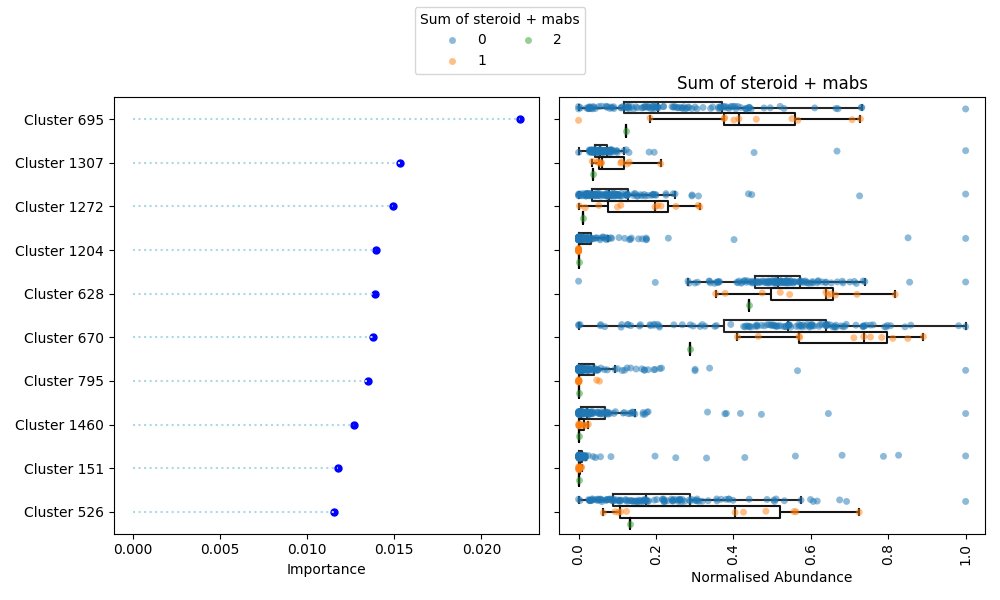 Sum of steroid + mabs
0
2
1
Sum of steroid + mabs
Cluster 695
Cluster 1307
Cluster 1272
Cluster 1204
Cluster 628
Cluster 670
Cluster 795
Cluster 1460
Cluster 151
Cluster 526
0.000
0.005
0.010
0.015
0.020
Importance
0.0
0.2
0.4
0.6
0.8
1.0
Normalised Abundance